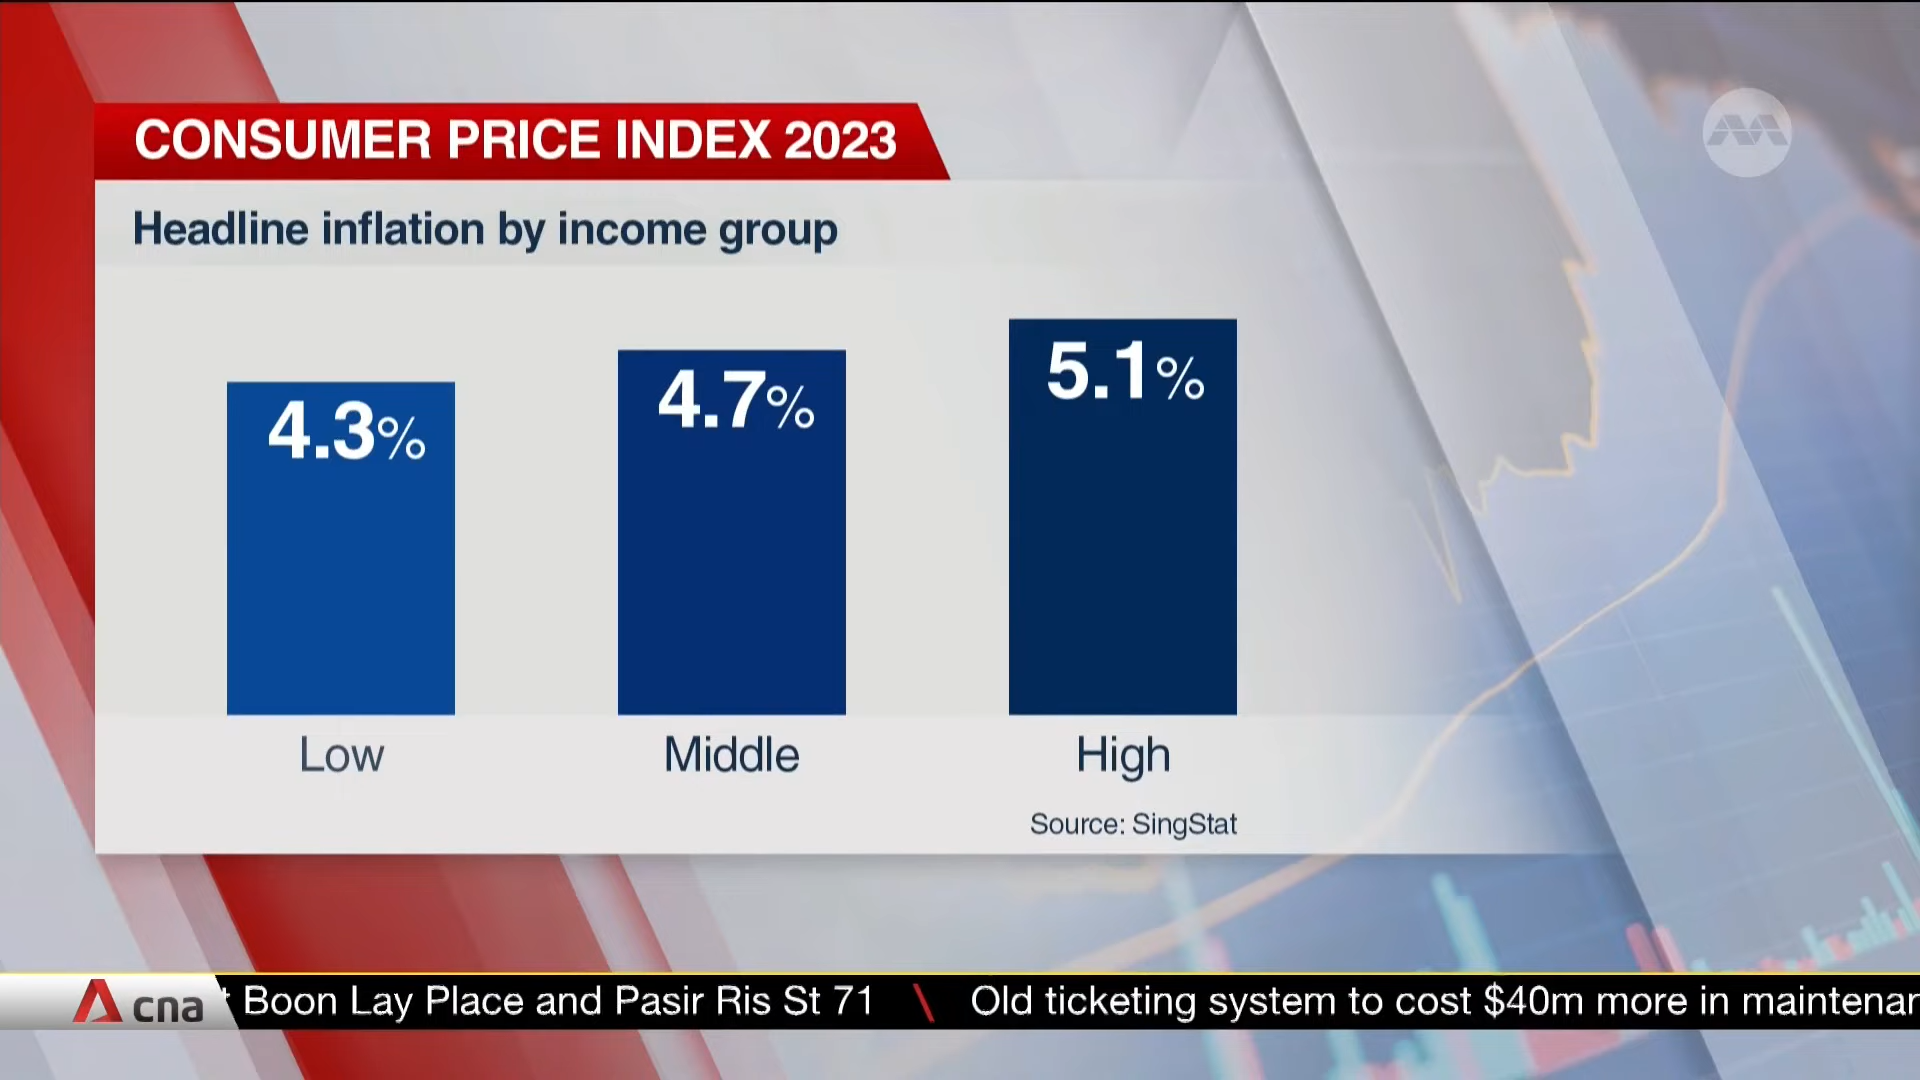 CONSUMER PRICE INDEX 2023
Headline inflation by income group
4.3%
4.7%
5.1%
Low
Middle
High
Source: SingStat
cna
Boon Lay Place and Pasir Ris St 71 \ Old ticketing system to cost $40m more in